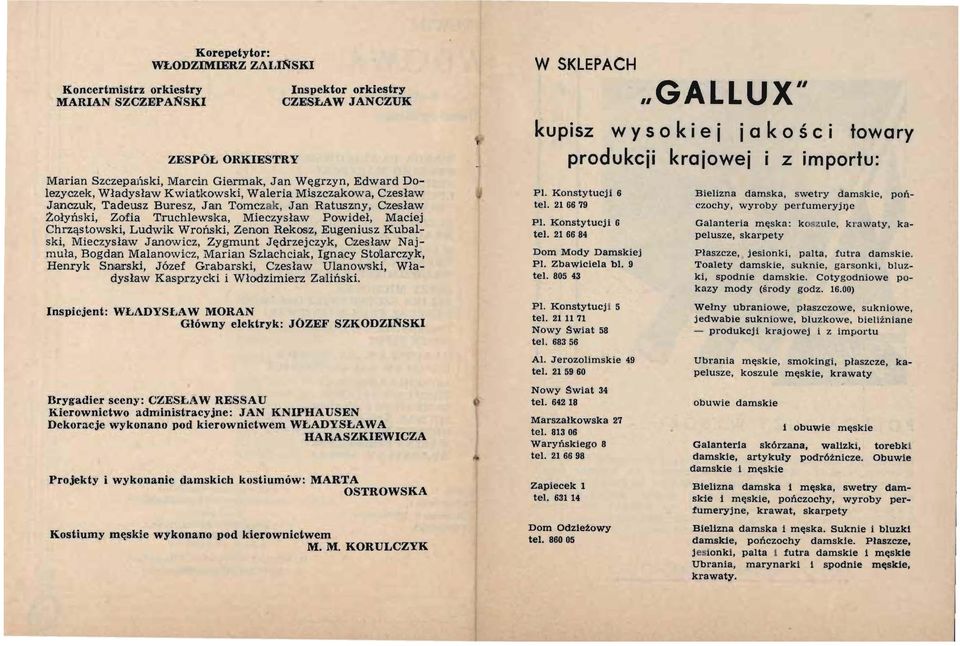 Korepetytor:
WŁODZIMIERZ ZALIŃSKI
Koncertmistrz orkiestry
MARIAN SZCZEPAŃSKI
Inspektor orkiestry
CZESŁAW JANCZUK
ZESPÓŁ ORKIESTRY
Marian Szczepański, Marcin Giermak, Jan Węgrzyn, Edward Do-
lezyczek, Władysław Kwiatkowski, Waleria Miszczakowa, Czesław
Janczuk, Tadeusz Buresz, Jan Tomczak, Jan Ratuszny, Czesław
Żołyński, Zofia Truchlewska, Mieczysław Powideł, Maciej
Chrząstowski, Ludwik Wroński, Zenon Rekosz, Eugeniusz Kubal-
ski, Mieczysław Janowicz, Zygmunt Jędrzejczyk, Czesław Naj-
muła, Bogdan Malanowicz, Marian Szlachciak, Ignacy Stolarczyk,
Henryk Snarski, Józef Grabarski, Czesław Ulanowski, Wła-
dysław Kasprzycki i Włodzimierz Zaliński.
Inspicjent: WŁADYSŁAW MORAN
Główny elektryk: JÓZEF SZKODZIŃSKI
Brygadier sceny: CZESŁAW RESSAU
Kierownictwo administracyjne: JAN KNIPHAUSEN
Dekoracje wykonano pod kierownictwem WŁADYSŁAWA
HARASZKIEWICZA
Projekty i wykonanie damskich kostiumów: MARTA
OSTROWSKA
Kostiumy męskie wykonano pod kierownictwem
M. M. KORULCZYK
W SKLEPACH
„GALLUX"
kupisz wysokiej jakości towary
produkcji krajowej i z importu:
Pl. Konstytucji 6
tel. 21 66 79
Bielizna damska, swetry damskie, poń-
czochy, wyroby perfumeryjne
Pl. Konstytucji 6
tel. 21 66 84
Galanteria męska: koszule, krawaty, ka-
pelusze, skarpety
Dom Mody Damskiej
Pl. Zbawiciela bl. 9
tel. 805 43
Płaszcze, jesionki, palta, futra damskie.
Toalety damskie, suknie, garsonki, bluz-
ki, spodnie damskie. Cotygodniowe po-
kazy mody (środy godz. 16.00)
Pl. Konstytucji 5
tel. 21 11 71
Nowy Świat 58
tel. 683 56
Wełny ubraniowe, płaszczowe, sukniowe,
jedwabie sukniowe, bluzkowe, bieliźniane
— produkcji krajowej i z importu
Al. Jerozolimskie 49
tel. 21 59 60
Ubrania męskie, smokingi, płaszcze, ka-
pelusze, koszule męskie, krawaty
Nowy Świat 34
tel. 642 18
obuwie damskie
Marszałkowska 27
tel. 813 06
i obuwie męskie
Waryńskiego 8
tel. 21 66 98
Galanteria skórzana, walizki, torebki
damskie, artykuły podróżnicze. Obuwie
damskie i męskie
Zapiecek 1
tel. 631 14
Bielizna damska i męska, swetry dam-
skie i męskie, pończochy, wyroby per-
fumeryjne, krawat, skarpety
Dom Odzieżowy
tel. 860 05
Bielizna damska i męska. Suknie i bluzki
damskie, pończochy damskie. Płaszcze,
jesionki, palta i futra damskie i męskie
Ubrania, marynarki i spodnie męskie,
krawaty.